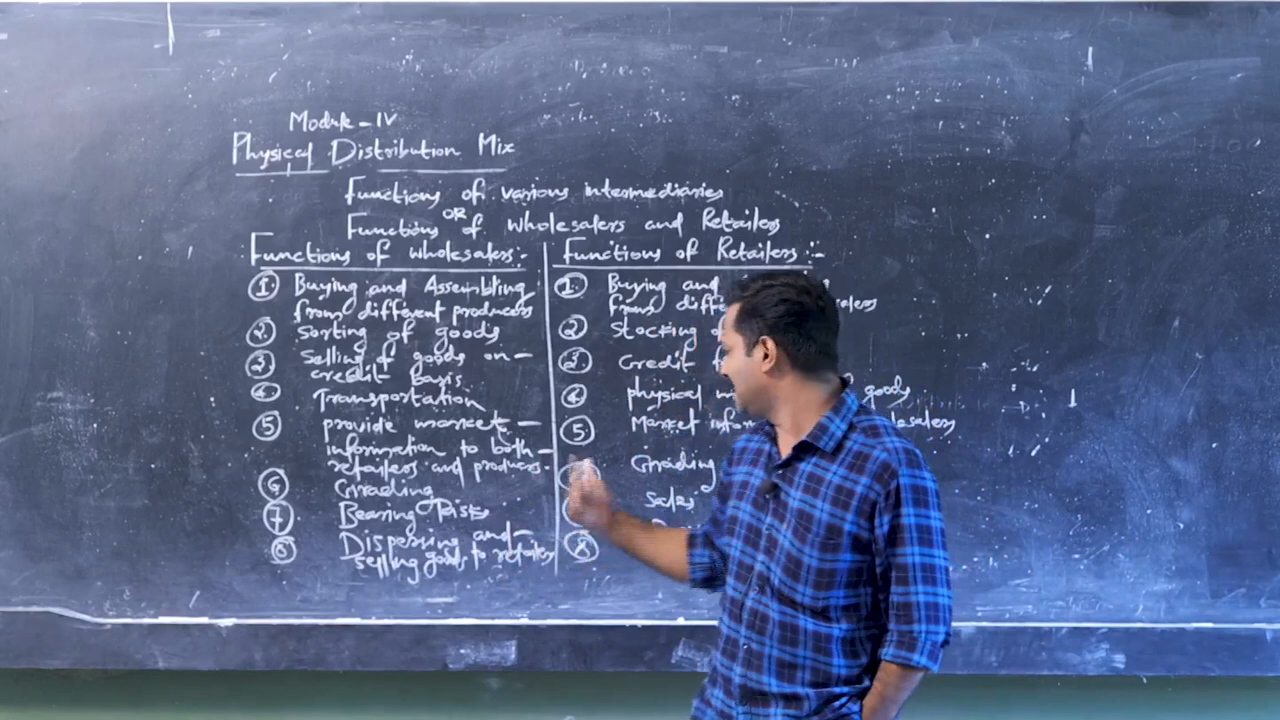 Module - IV
Physical Distribution Mix
Functions of various intermediaries
OR
Functions of wholesalers and Retailers
Functions of wholesalers:-
1. Buying and Assembling
from different producers
2. Sorting of goods
3. Selling of goods on -
credit basis
4. Transportation
5. provide market -
information to both -
retailers and producers.
6 Grading
7 Bearing Risk
8 Dispersing and -
selling goods to retailers
Functions of Retailers :-
1. Buying and
from
2 Stocking
3. Credit
4 physical goods
5. Market
Grading
Sales
8